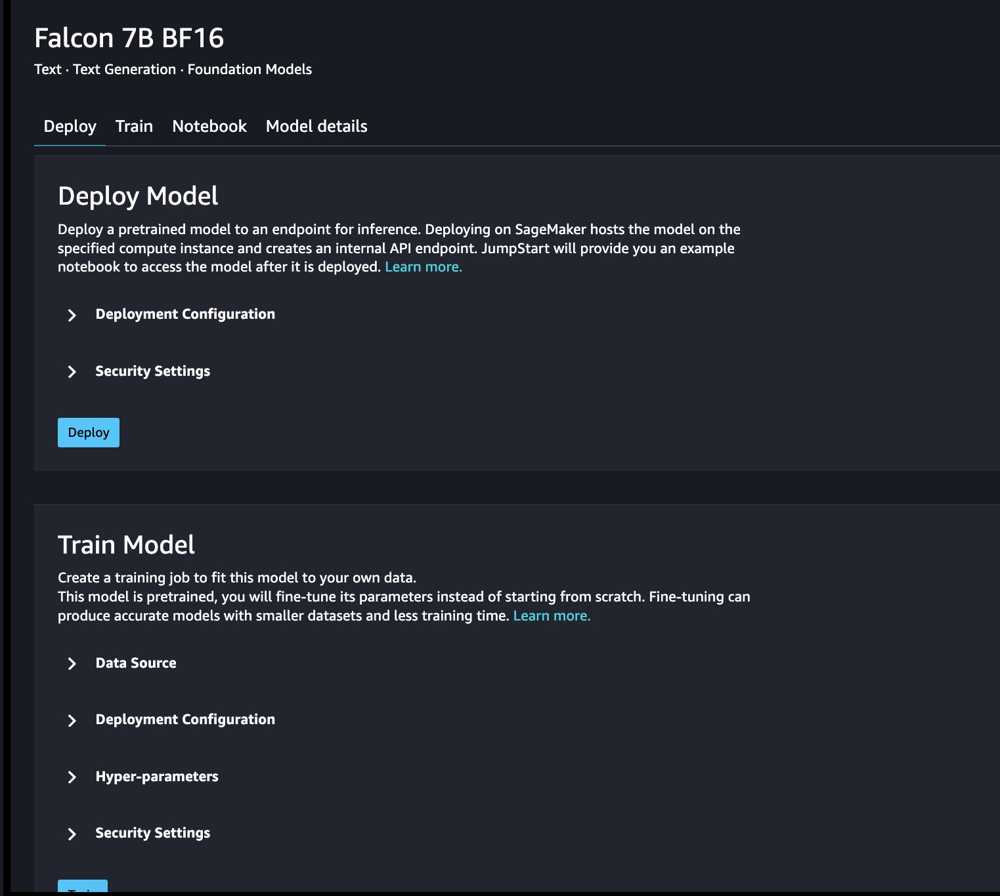 Falcon 7B BF16
Text · Text Generation · Foundation Models
Deploy Train Notebook Model details
Deploy Model
Deploy a pretrained model to an endpoint for inference. Deploying on SageMaker hosts the model on the
specified compute instance and creates an internal API endpoint. JumpStart will provide you an example
notebook to access the model after it is deployed. Learn more.
Deployment Configuration
Security Settings
Deploy
Train Model
Create a training job to fit this model to your own data.
This model is pretrained, you will fine-tune its parameters instead of starting from scratch. Fine-tuning can
produce accurate models with smaller datasets and less training time. Learn more.
Data Source
Deployment Configuration
Hyper-parameters
Security Settings